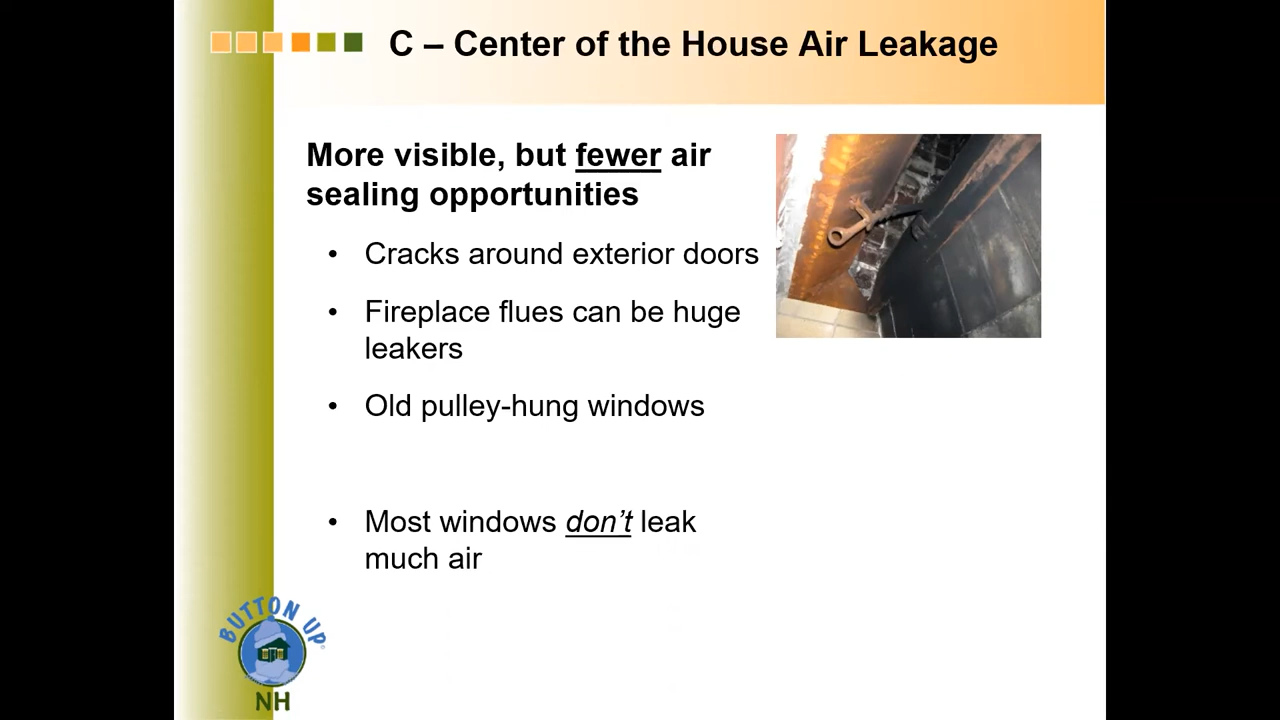 C – Center of the House Air Leakage
More visible, but fewer air
sealing opportunities
• Cracks around exterior doors
• Fireplace flues can be huge
leakers
• Old pulley-hung windows
• Most windows don’t leak
much air
BUTTON UP
NH